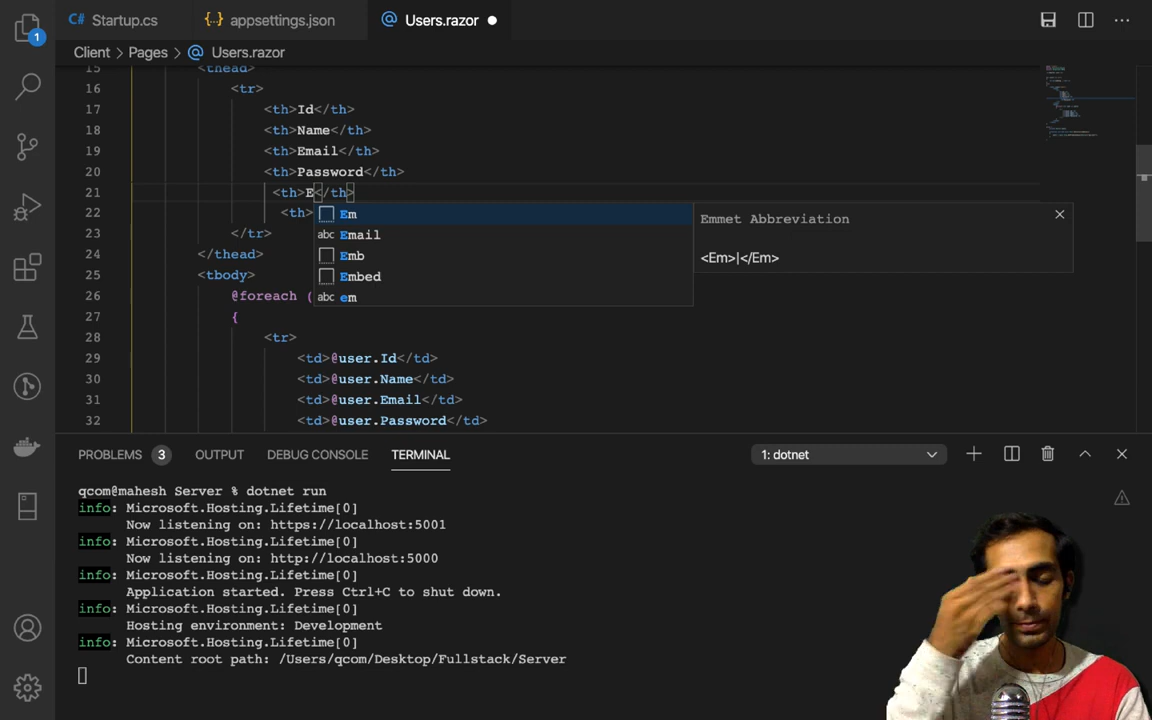 Startup.cs
{..} appsettings.json
Users.razor
1
Client > Pages > Users.razor
15 <thead>
16 <tr>
17 <th>Id</th>
18 <th>Name</th>
19 <th>Email</th>
20 <th>Password</th>
21 <th>E</th>
22 <th>
23 </tr>
24 </thead>
25 <tbody>
26 @foreach (
27 {
28 <tr>
29 <td>@user.Id</td>
30 <td>@user.Name</td>
31 <td>@user.Email</td>
32 <td>@user.Password</td>
Em
abc Email
Emb
Embed
abc em
Emmet Abbreviation
<Em>|</Em>
PROBLEMS 3 OUTPUT DEBUG CONSOLE TERMINAL
1: dotnet
qcom@mahesh Server % dotnet run
info: Microsoft.Hosting.Lifetime[0]
Now listening on: https://localhost:5001
info: Microsoft.Hosting.Lifetime[0]
Now listening on: http://localhost:5000
info: Microsoft.Hosting.Lifetime[0]
Application started. Press Ctrl+C to shut down.
info: Microsoft.Hosting.Lifetime[0]
Hosting environment: Development
info: Microsoft.Hosting.Lifetime[0]
Content root path: /Users/qcom/Desktop/Fullstack/Server